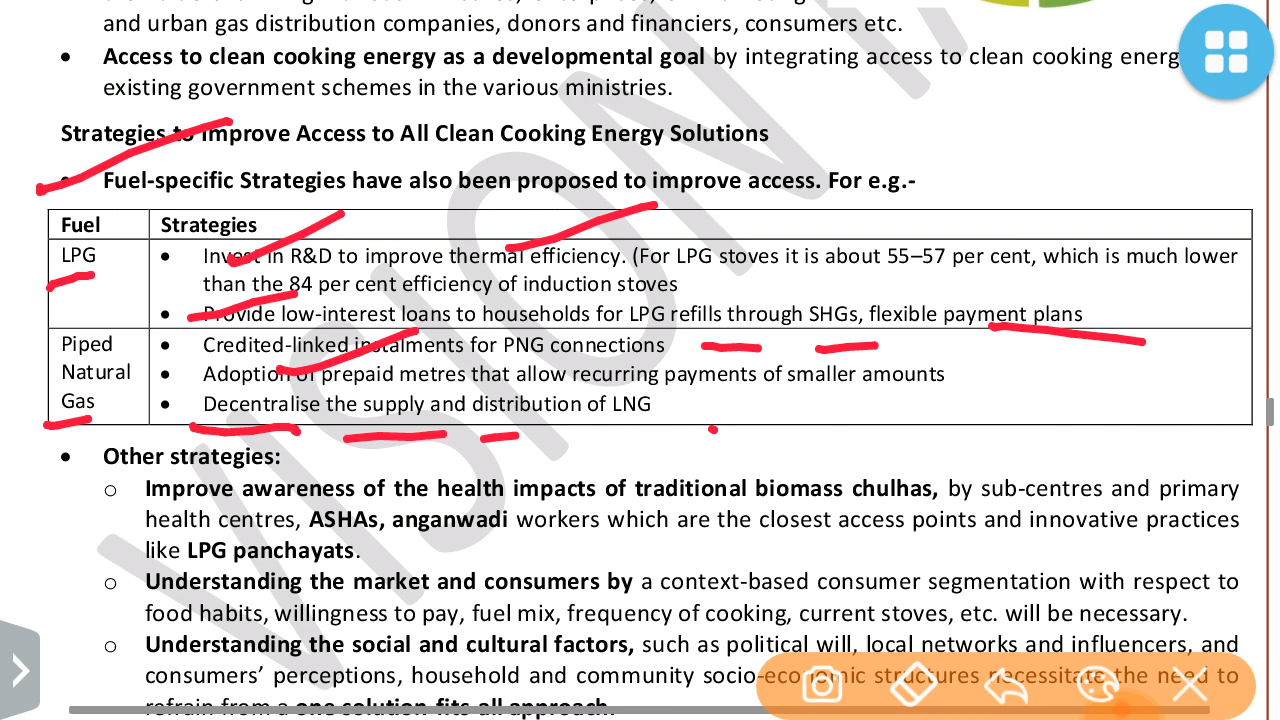 and urban gas distribution companies, donors and financiers, consumers etc.
• Access to clean cooking energy as a developmental goal by integrating access to clean cooking energ
existing government schemes in the various ministries.
Strategies to Improve Access to All Clean Cooking Energy Solutions
• Fuel-specific Strategies have also been proposed to improve access. For e.g.-
Fuel Strategies
LPG • Invest in R&D to improve thermal efficiency. (For LPG stoves it is about 55–57 per cent, which is much lower
than the 84 per cent efficiency of induction stoves
• Provide low-interest loans to households for LPG refills through SHGs, flexible payment plans
Piped • Credited-linked instalments for PNG connections
Natural • Adoption of prepaid metres that allow recurring payments of smaller amounts
Gas • Decentralise the supply and distribution of LNG
• Other strategies:
o Improve awareness of the health impacts of traditional biomass chulhas, by sub-centres and primary
health centres, ASHAs, anganwadi workers which are the closest access points and innovative practices
like LPG panchayats.
o Understanding the market and consumers by a context-based consumer segmentation with respect to
food habits, willingness to pay, fuel mix, frequency of cooking, current stoves, etc. will be necessary.
o Understanding the social and cultural factors, such as political will, local networks and influencers, and
consumers’ perceptions, household and community socio-economic structures necessitate the need to
refrain from a one solution fits all approach.
VISION